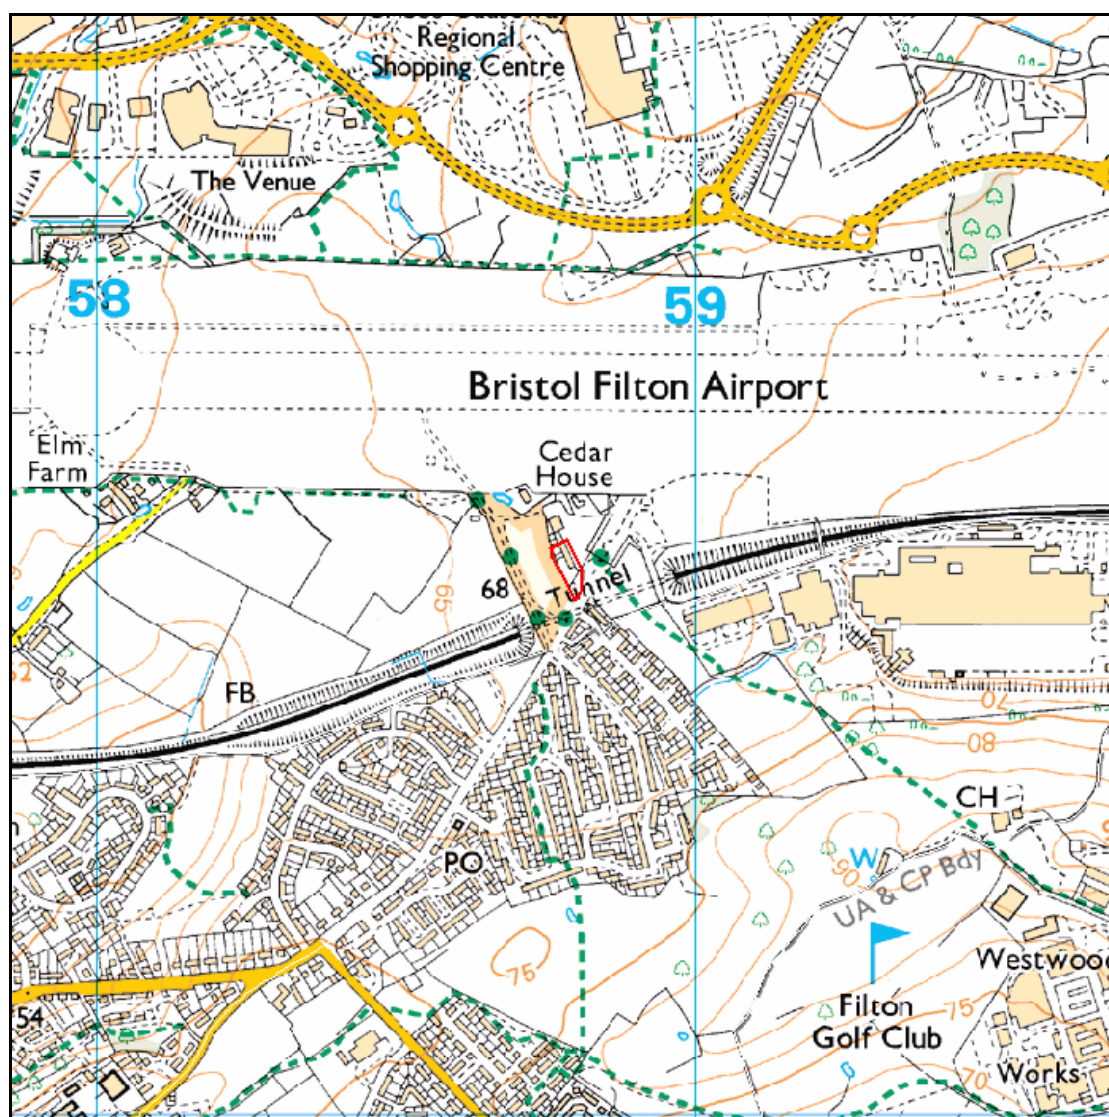 Regional
Shopping Centre
The Venue
58
59
Bristol Filton Airport
Elm
Farm
Cedar
House
68
Tunnel
65
62
FB
70
80
CH
PO
W
90
UA & CP Bdy
75
Westwood
Filton
Golf Club
75
54
70
Works